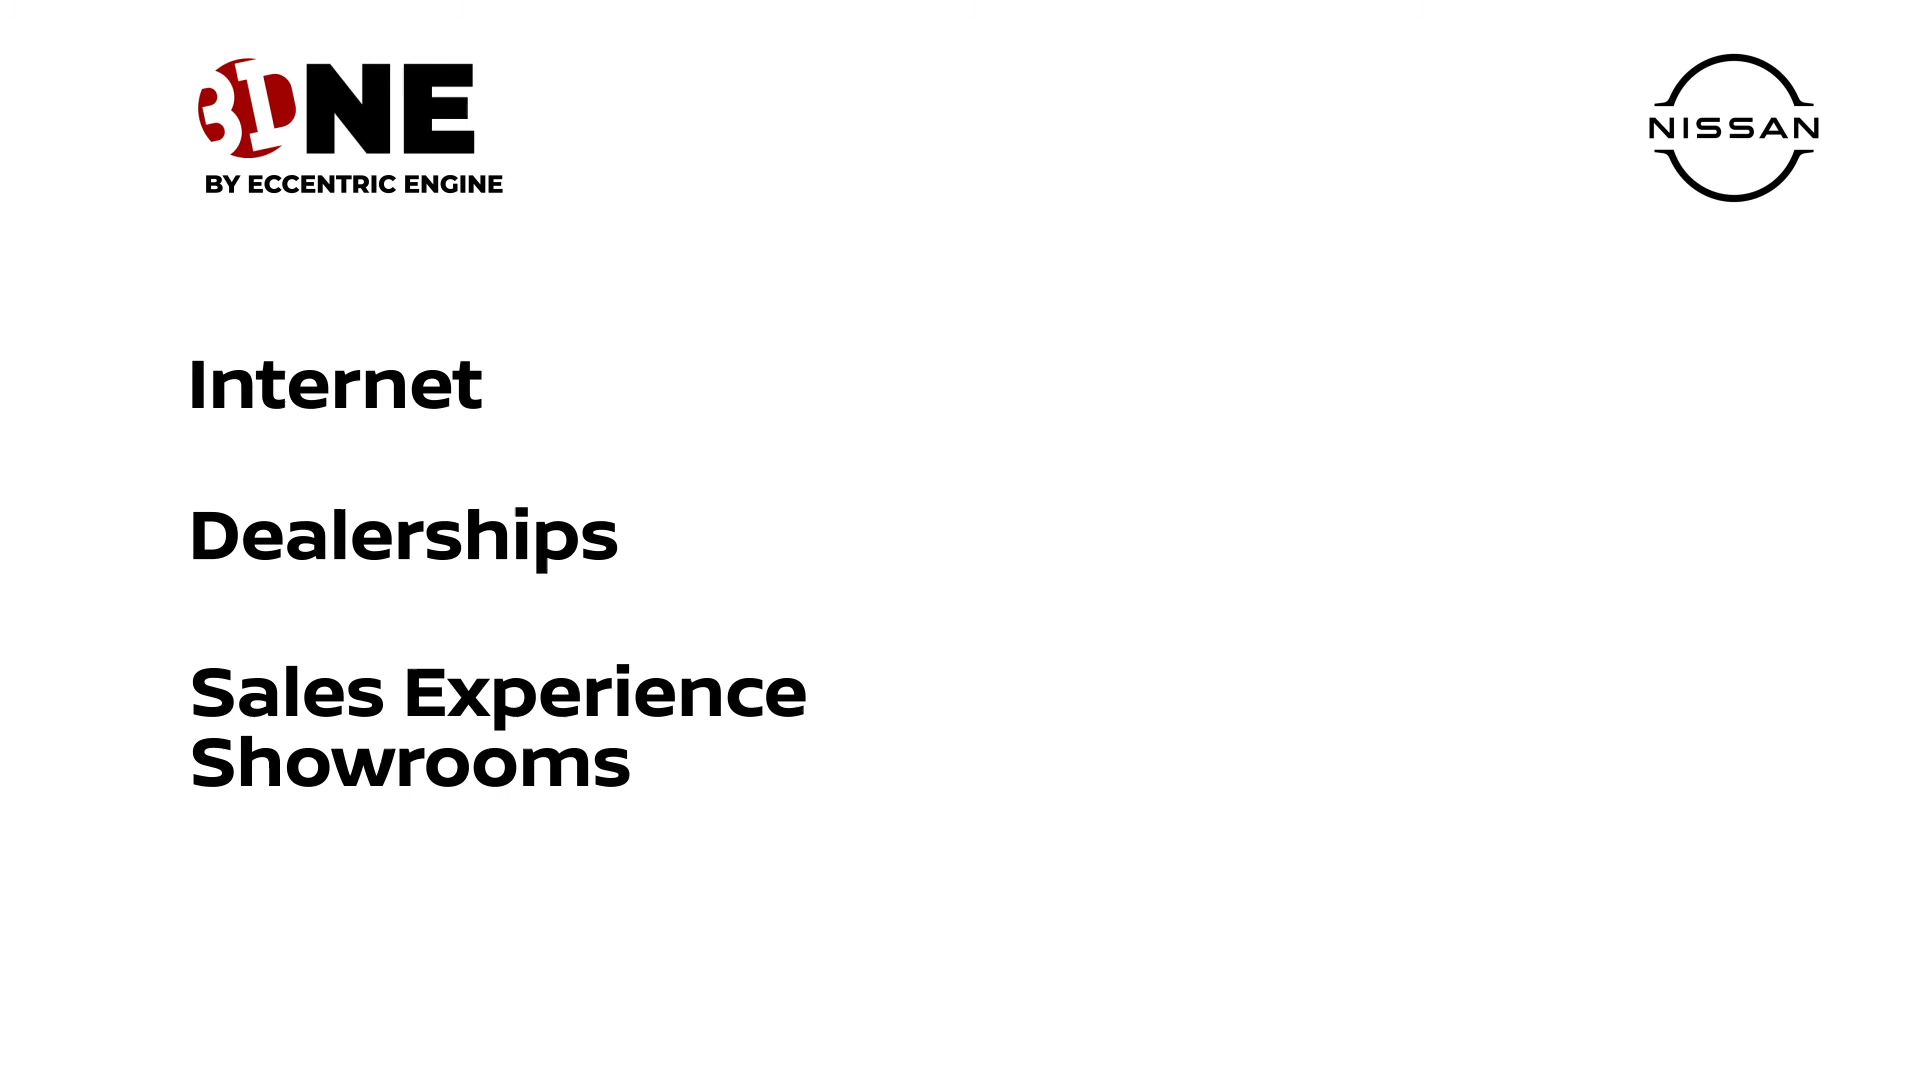 3DNE
BY ECCENTRIC ENGINE
NISSAN
Internet
Dealerships
Sales Experience
Showrooms